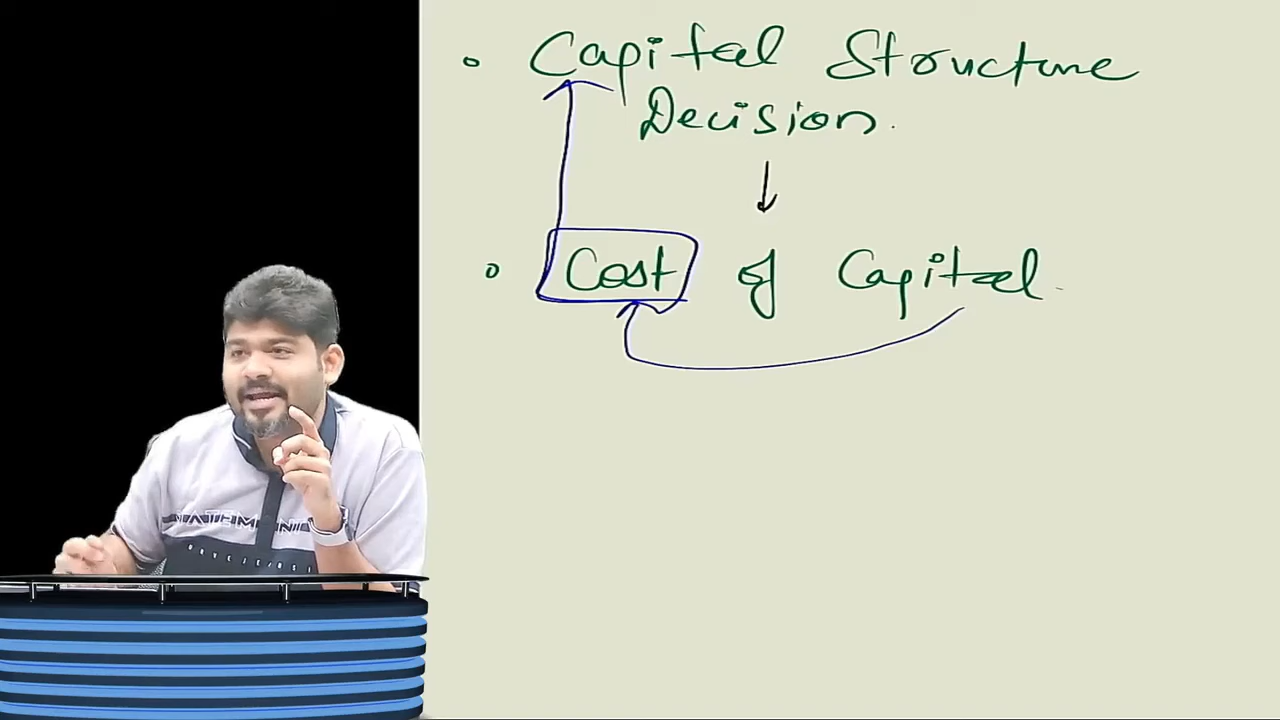 Capital Structure
Decision.
Cost of Capital